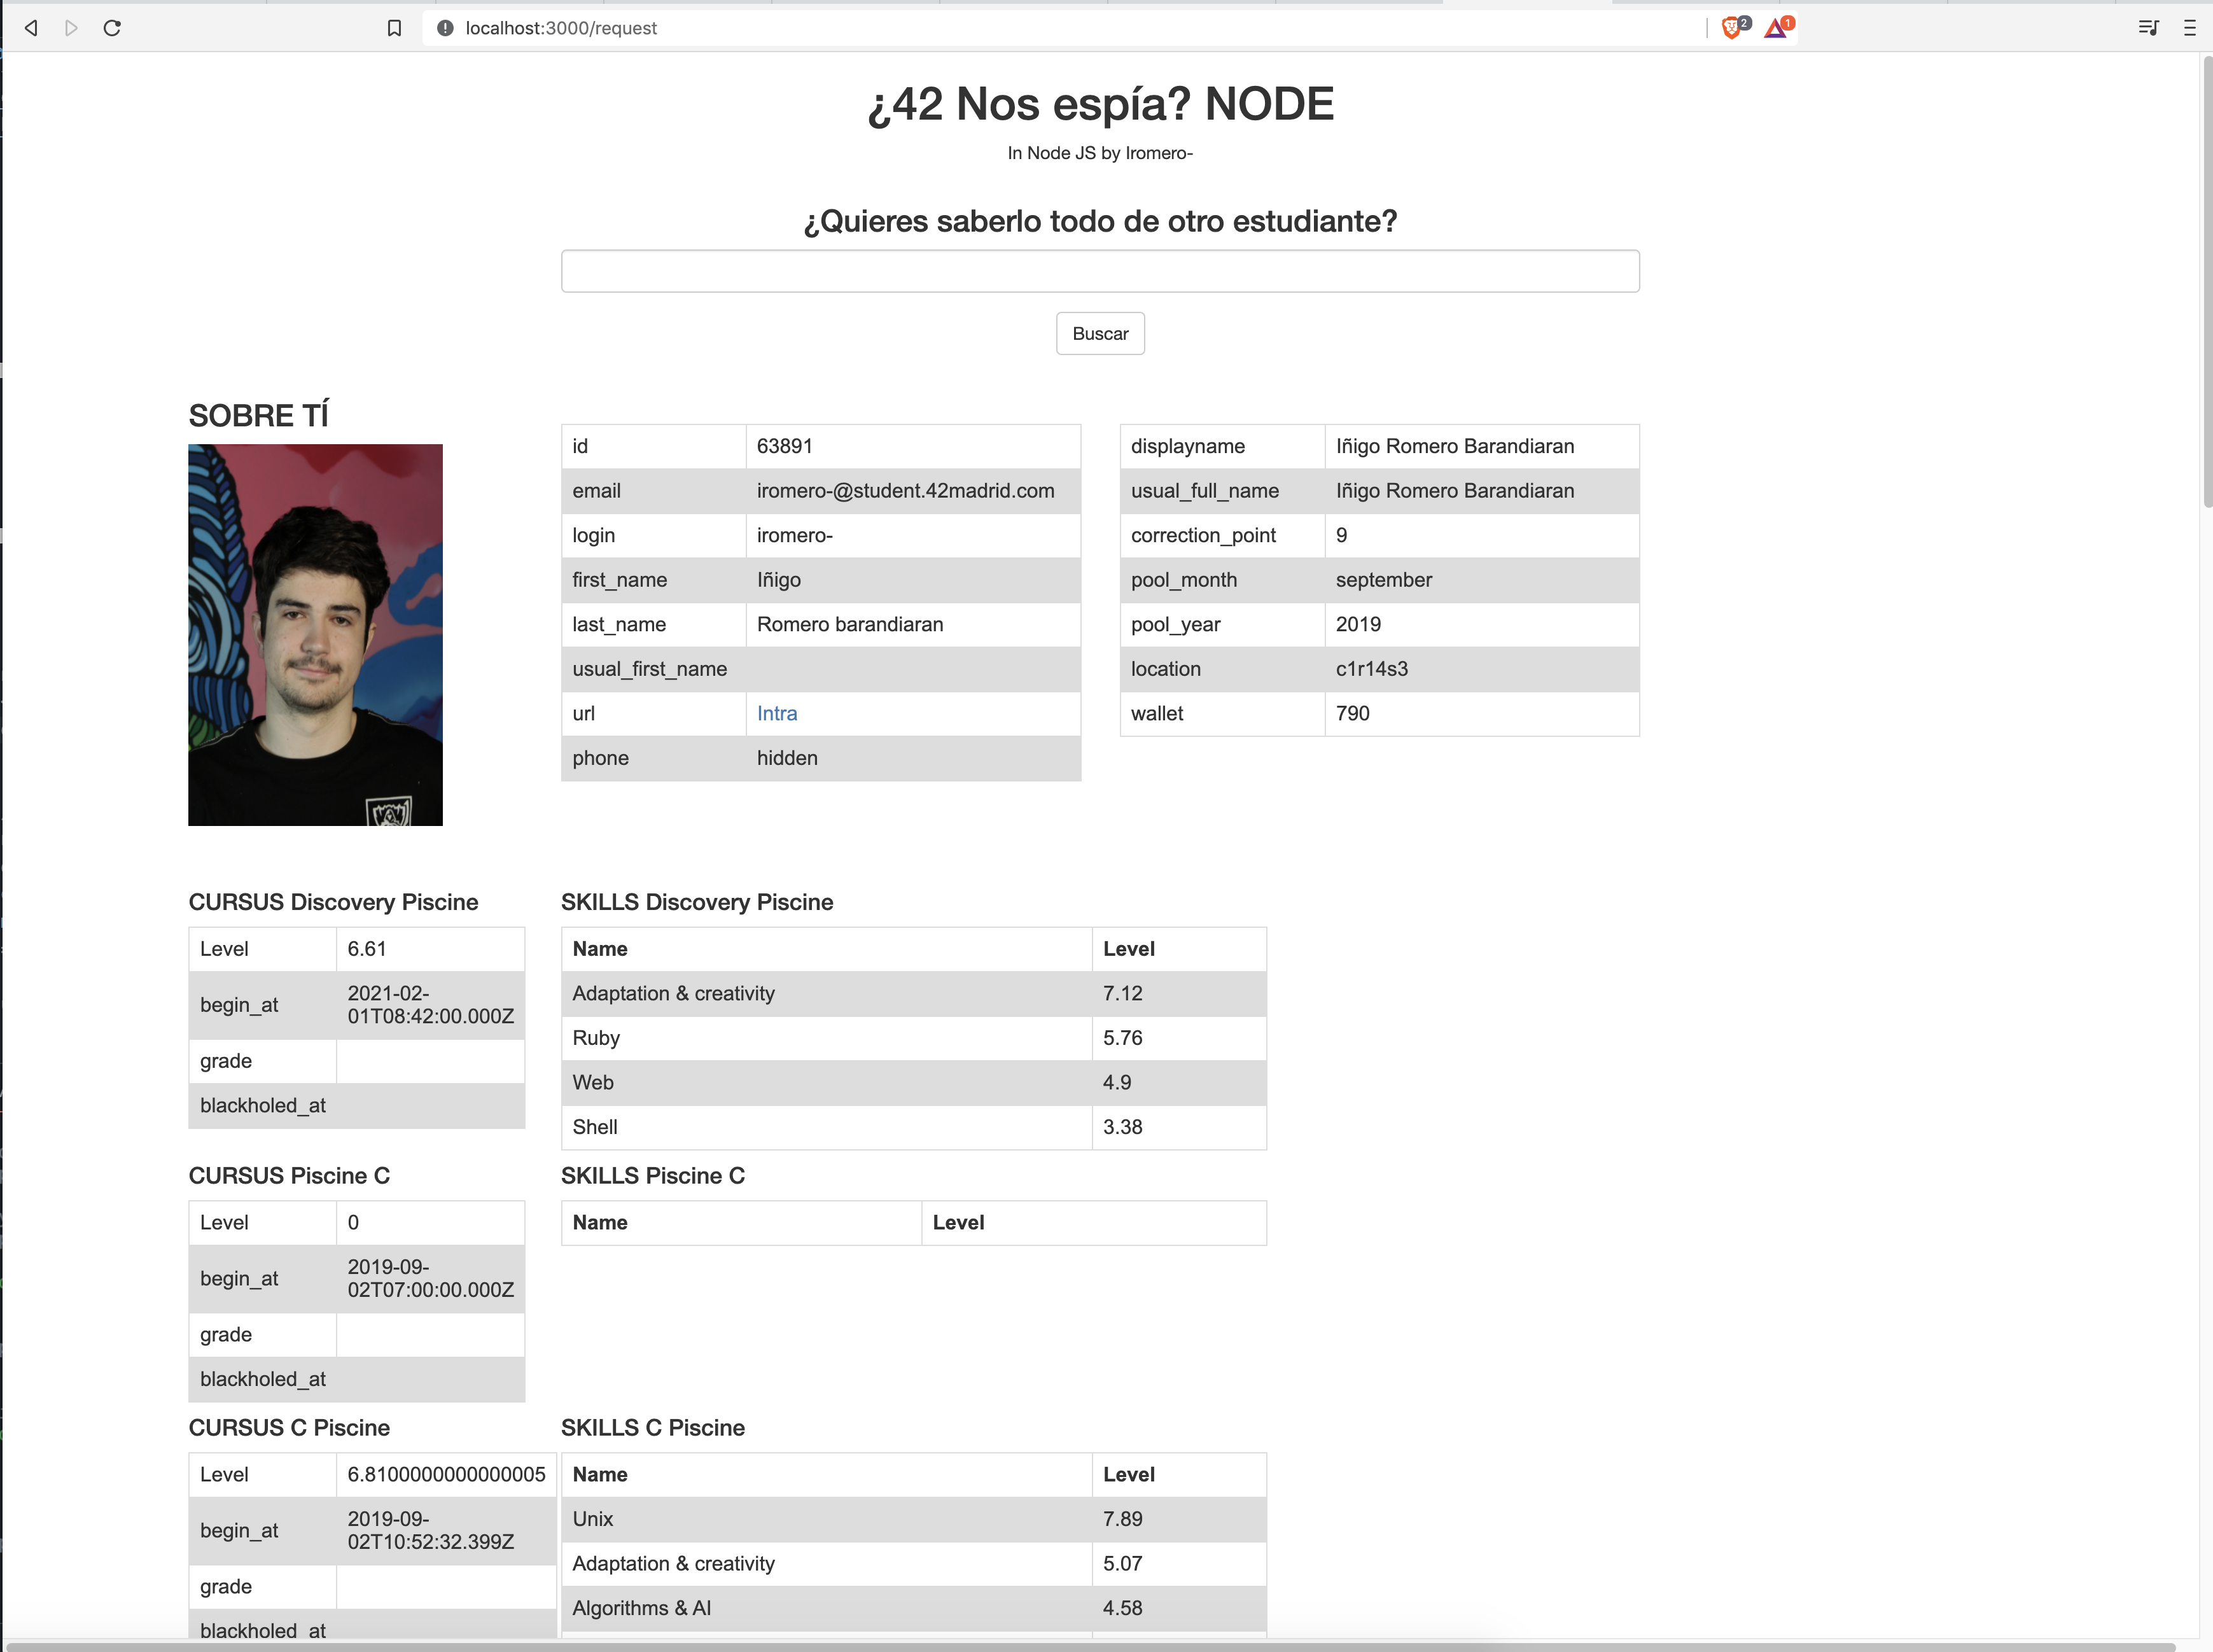 localhost:3000/request
2
1
¿42 Nos espía? NODE
In Node JS by Iromero-
¿Quieres saberlo todo de otro estudiante?
Buscar
SOBRE TÍ
id 63891
email iromero-@student.42madrid.com
login iromero-
first_name Iñigo
last_name Romero barandiaran
usual_first_name
url Intra
phone hidden
displayname Iñigo Romero Barandiaran
usual_full_name Iñigo Romero Barandiaran
correction_point 9
pool_month september
pool_year 2019
location c1r14s3
wallet 790
CURSUS Discovery Piscine
Level 6.61
begin_at 2021-02-
01T08:42:00.000Z
grade
blackholed_at
SKILLS Discovery Piscine
Name Level
Adaptation & creativity 7.12
Ruby 5.76
Web 4.9
Shell 3.38
CURSUS Piscine C
Level 0
begin_at 2019-09-
02T07:00:00.000Z
grade
blackholed_at
SKILLS Piscine C
Name Level
CURSUS C Piscine
Level 6.8100000000000005
begin_at 2019-09-
02T10:52:32.399Z
grade
blackholed_at
SKILLS C Piscine
Name Level
Unix 7.89
Adaptation & creativity 5.07
Algorithms & AI 4.58